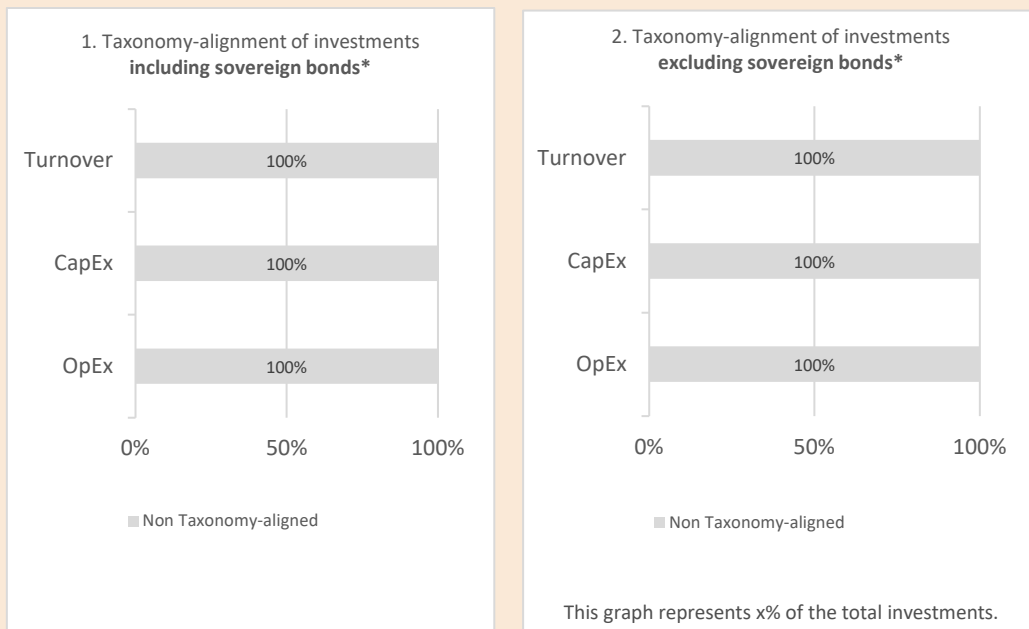 1. Taxonomy-alignment of investments
including sovereign bonds*
Turnover
100%
CapEx
100%
OpEx
100%
0%
50%
100%
Non Taxonomy-aligned
2. Taxonomy-alignment of investments
excluding sovereign bonds*
Turnover
100%
CapEx
100%
OpEx
100%
0%
50%
100%
Non Taxonomy-aligned
This graph represents x% of the total investments.